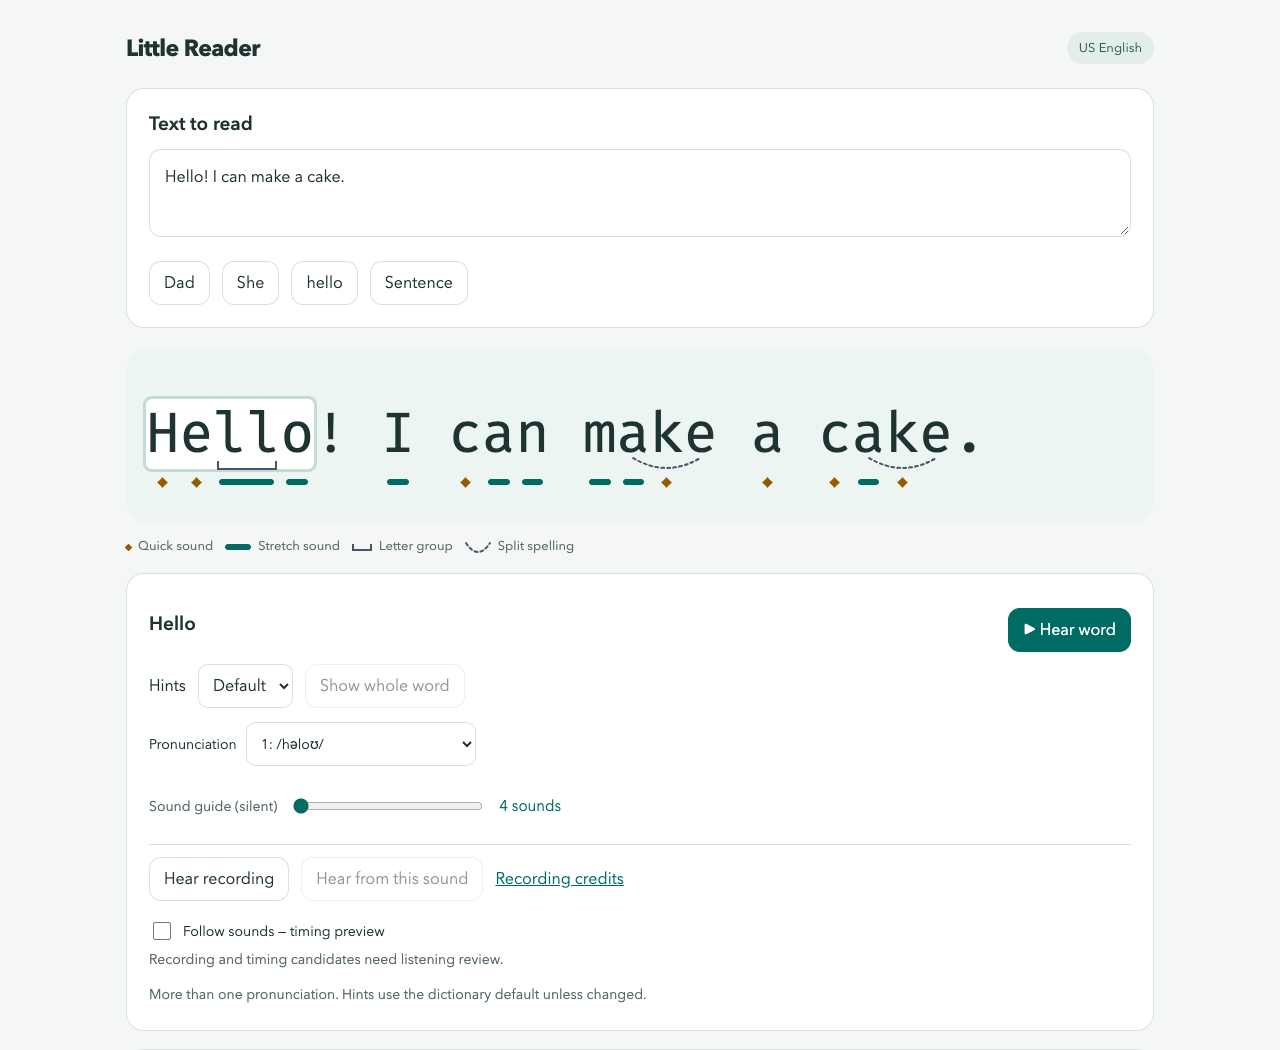 Little Reader
US English
Text to read
Hello! I can make a cake.
Dad She hello Sentence
Hello! I can make a cake.
Quick sound Stretch sound Letter group Split spelling
Hello
Hear word
Hints Default Show whole word
Pronunciation 1: /həloʊ/
Sound guide (silent) 4 sounds
Hear recording Hear from this sound Recording credits
Follow sounds – timing preview
Recording and timing candidates need listening review.
More than one pronunciation. Hints use the dictionary default unless changed.